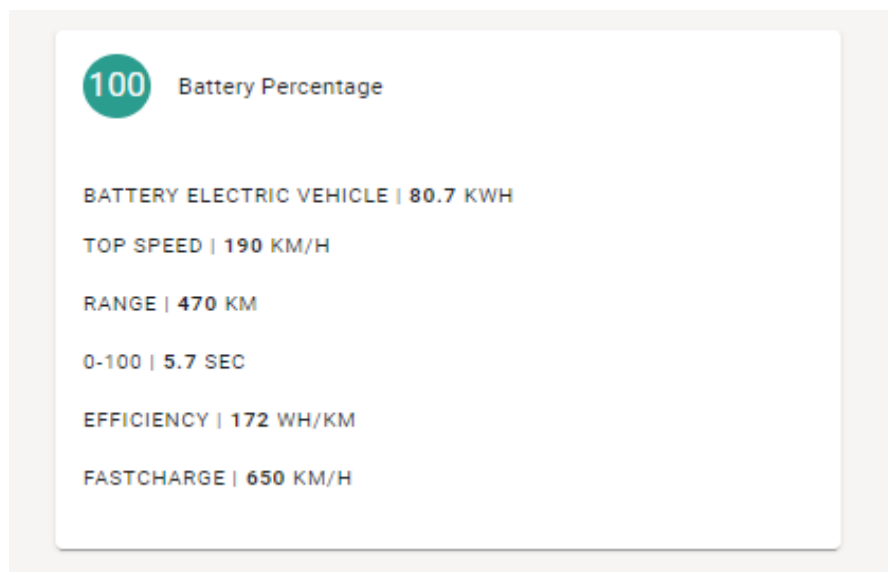 100 Battery Percentage
BATTERY ELECTRIC VEHICLE | 80.7 KWH
TOP SPEED | 190 KM/H
RANGE | 470 KM
0-100 | 5.7 SEC
EFFICIENCY | 172 WH/KM
FASTCHARGE | 650 KM/H